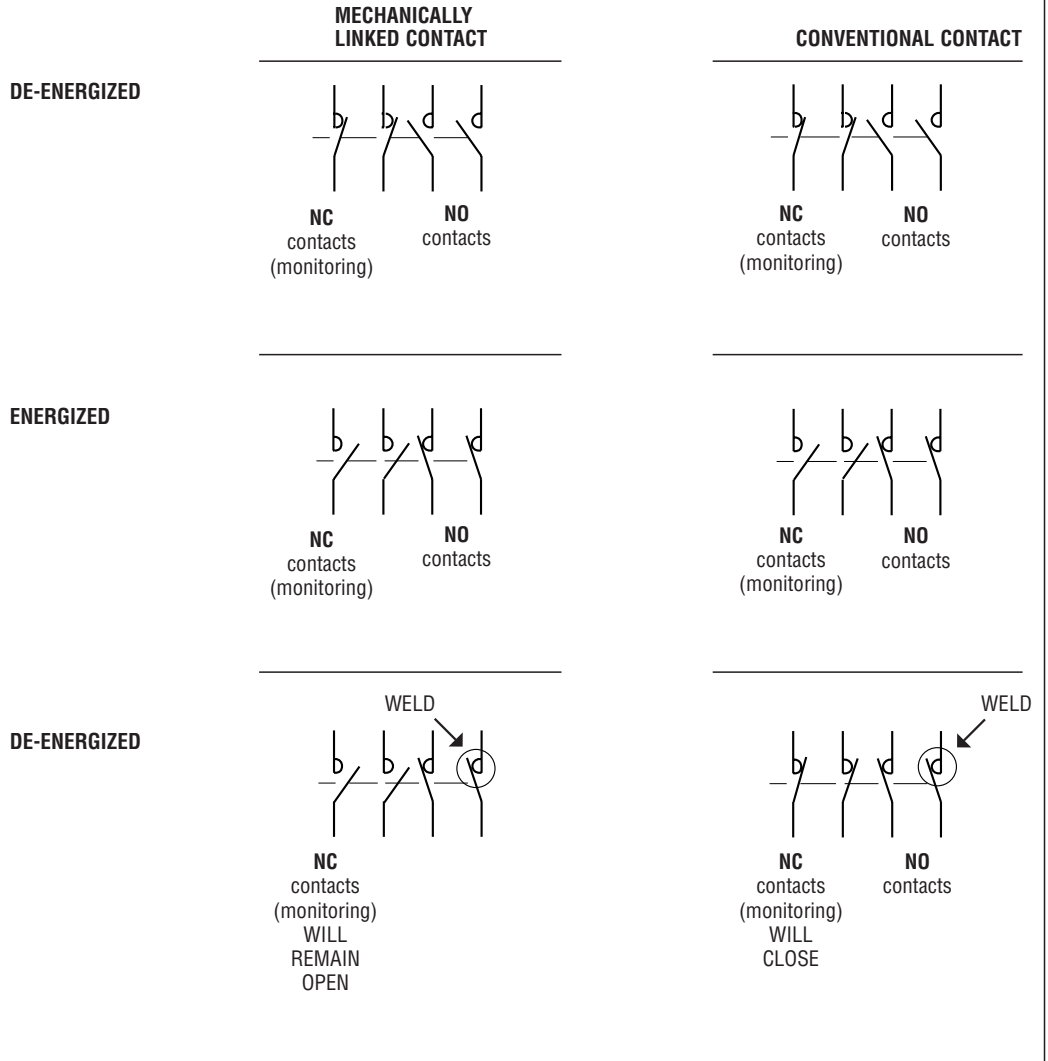 MECHANICALLY
LINKED CONTACT
CONVENTIONAL CONTACT
DE-ENERGIZED
NC
contacts
(monitoring)
NO
contacts
NC
contacts
(monitoring)
NO
contacts
ENERGIZED
NC
contacts
(monitoring)
NO
contacts
NC
contacts
(monitoring)
NO
contacts
DE-ENERGIZED
WELD
NC
contacts
(monitoring)
WILL
REMAIN
OPEN
WELD
NC
contacts
(monitoring)
WILL
CLOSE
NO
contacts